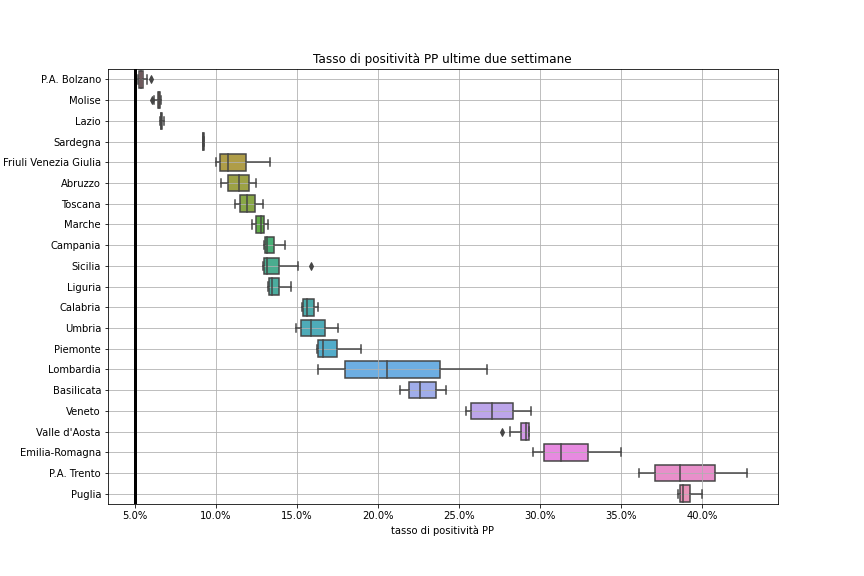 Tasso di positività PP ultime due settimane
P.A. Bolzano
Molise
Lazio
Sardegna
Friuli Venezia Giulia
Abruzzo
Toscana
Marche
Campania
Sicilia
Liguria
Calabria
Umbria
Piemonte
Lombardia
Basilicata
Veneto
Valle d'Aosta
Emilia-Romagna
P.A. Trento
Puglia
5.0% 10.0% 15.0% 20.0% 25.0% 30.0% 35.0% 40.0%
tasso di positività PP